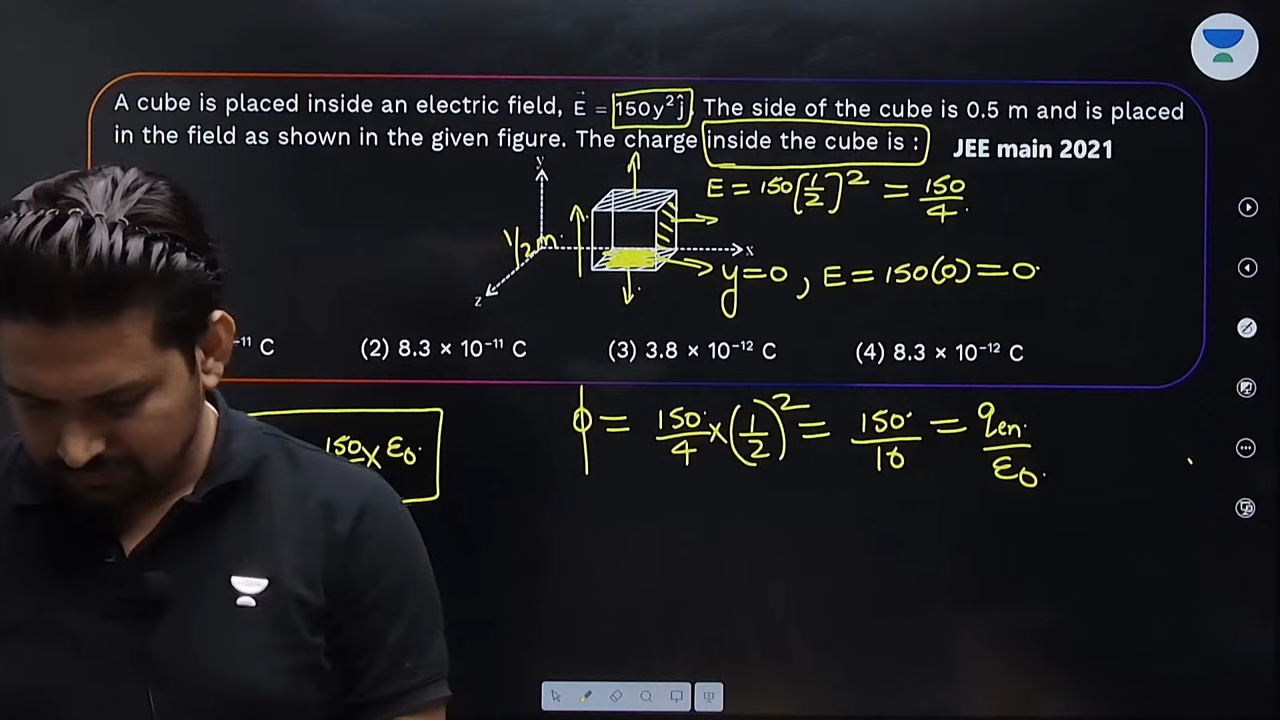 A cube is placed inside an electric field, E⃗ = 150y²ĵ. The side of the cube is 0.5 m and is placed
in the field as shown in the given figure. The charge inside the cube is : JEE main 2021
y
E = 150[1/2]² = 150/4
1/2 m
x
y=0, E = 150(0) = 0
z
⁻¹¹ C (2) 8.3 × 10⁻¹¹ C (3) 3.8 × 10⁻¹² C (4) 8.3 × 10⁻¹² C
ϕ = 150/4 × (1/2)² = 150/16 = qen/ε0
150 × ε0